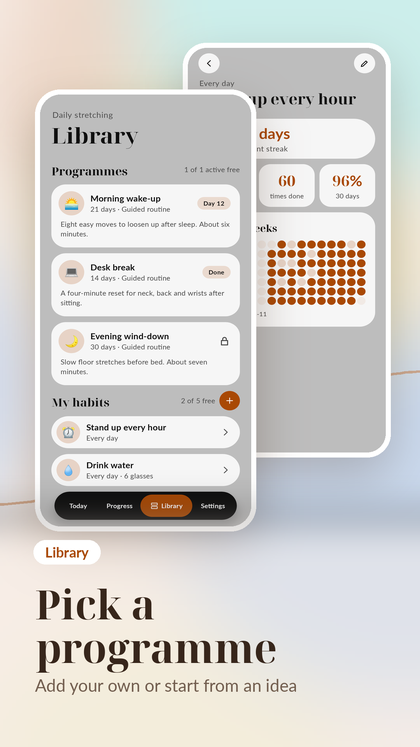 Every day
up every hour
days
nt streak
60
times done
96%
30 days
eeks
-11
Daily stretching
Library
Programmes
1 of 1 active free
Morning wake-up
21 days · Guided routine
Day 12
Eight easy moves to loosen up after sleep. About six
minutes.
Desk break
14 days · Guided routine
Done
A four-minute reset for neck, back and wrists after
sitting.
Evening wind-down
30 days · Guided routine
Slow floor stretches before bed. About seven
minutes.
My habits
2 of 5 free
Stand up every hour
Every day
Drink water
Every day · 6 glasses
Today
Progress
Library
Settings
Library
Pick a
programme
Add your own or start from an idea